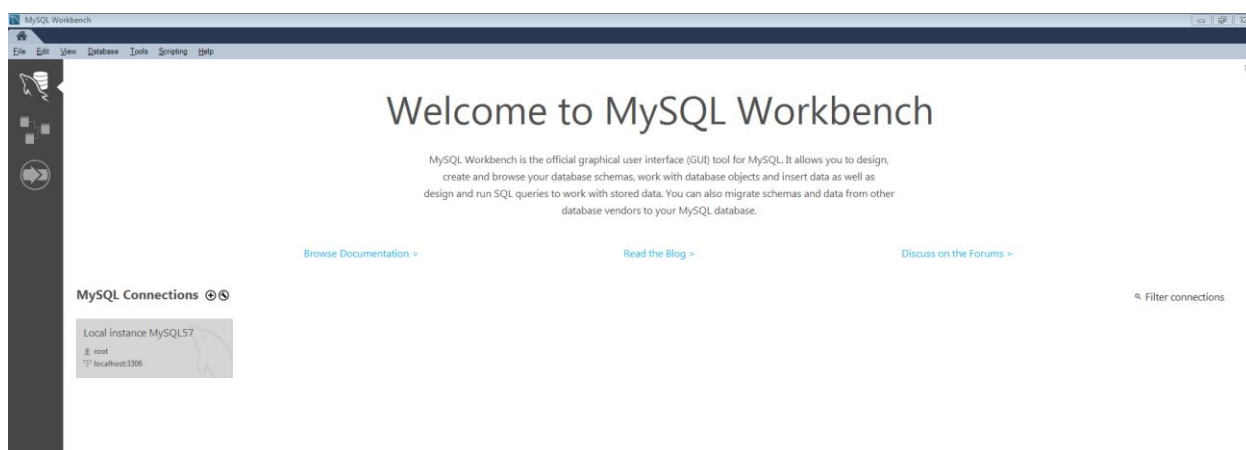 MySQL Workbench
File Edit View Database Tools Scripting Help
Welcome to MySQL Workbench
MySQL Workbench is the official graphical user interface (GUI) tool for MySQL. It allows you to design,
create and browse your database schemas, work with database objects and insert data as well as
design and run SQL queries to work with stored data. You can also migrate schemas and data from other
database vendors to your MySQL database.
Browse Documentation > Read the Blog > Discuss on the Forums >
MySQL Connections Filter connections
Local instance MySQL57
root
localhost:3306